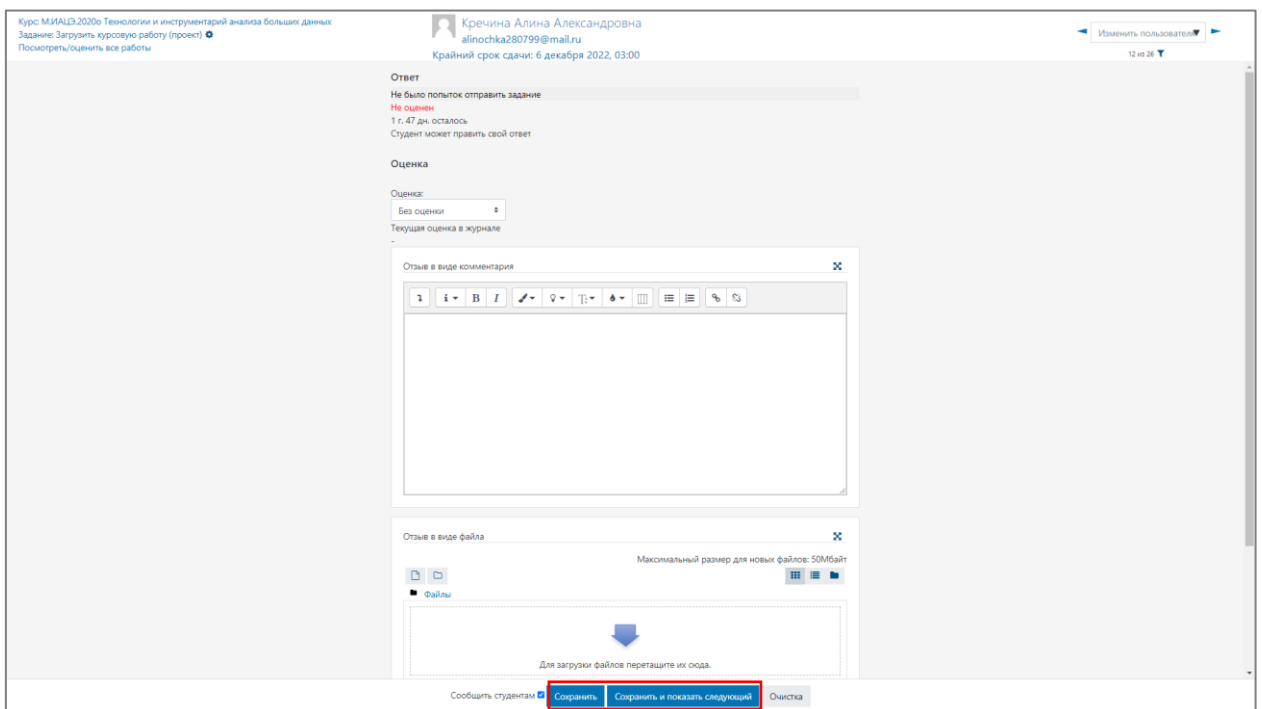 Курс: М.ИАЦЭ.2020о Технологии и инструментарий анализа больших данных
Задание: Загрузить курсовую работу (проект)
Посмотреть/оценить все работы
Кречина Алина Александровна
alinochka280799@mail.ru
Крайний срок сдачи: 6 декабря 2022, 03:00
Изменить пользователя
12 из 26
Ответ
Не было попыток отправить задание
Не оценен
1 г. 47 дн. осталось
Студент может править свой ответ
Оценка
Оценка:
Без оценки
Текущая оценка в журнале
-
Отзыв в виде комментария
i B I
Отзыв в виде файла
Максимальный размер для новых файлов: 50Мбайт
Файлы
Для загрузки файлов перетащите их сюда.
Сообщить студентам Сохранить Сохранить и показать следующий Очистка